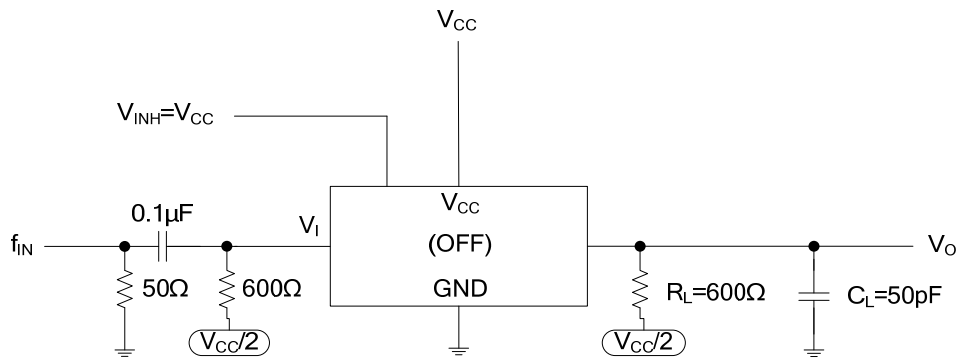 VCC
VINH=VCC
0.1µF
VI
VCC
fIN
(OFF)
VO
50Ω
600Ω
GND
RL=600Ω
CL=50pF
VCC/2
VCC/2